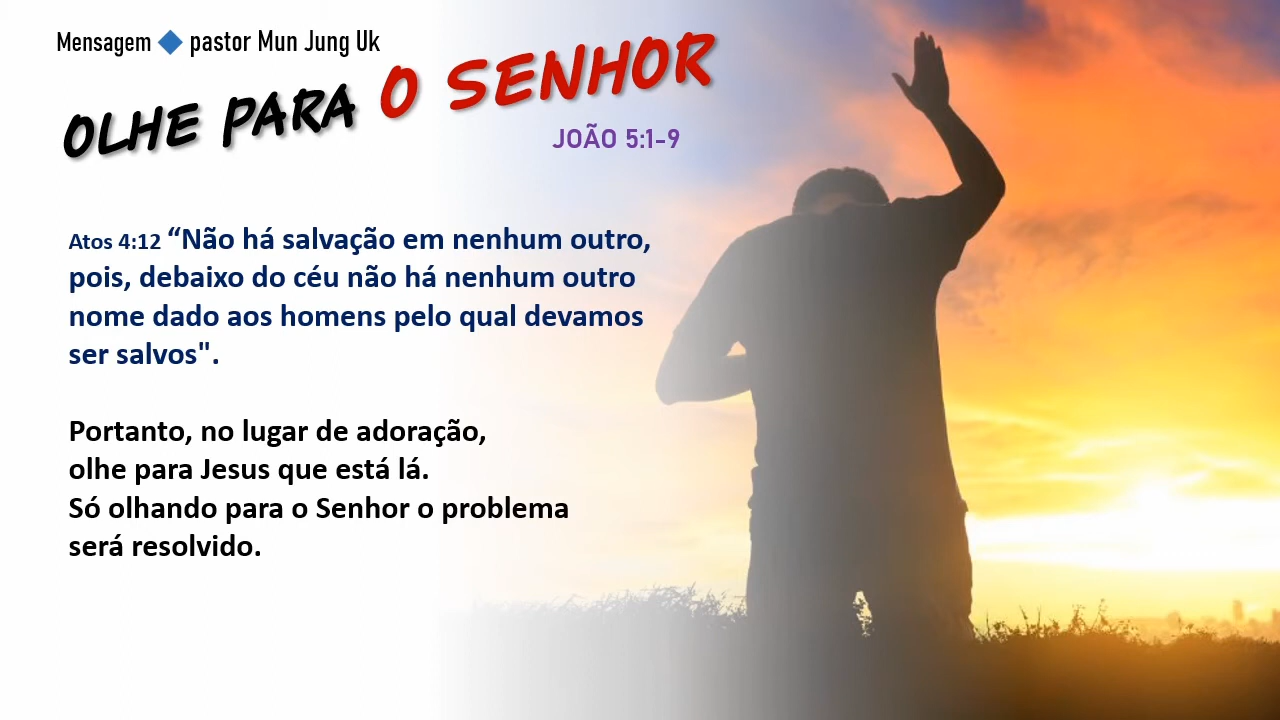 Mensagem ◆ pastor Mun Jung Uk
OLHE PARA O SENHOR
JOÃO 5:1-9
Atos 4:12 “Não há salvação em nenhum outro,
pois, debaixo do céu não há nenhum outro
nome dado aos homens pelo qual devamos
ser salvos".
Portanto, no lugar de adoração,
olhe para Jesus que está lá.
Só olhando para o Senhor o problema
será resolvido.